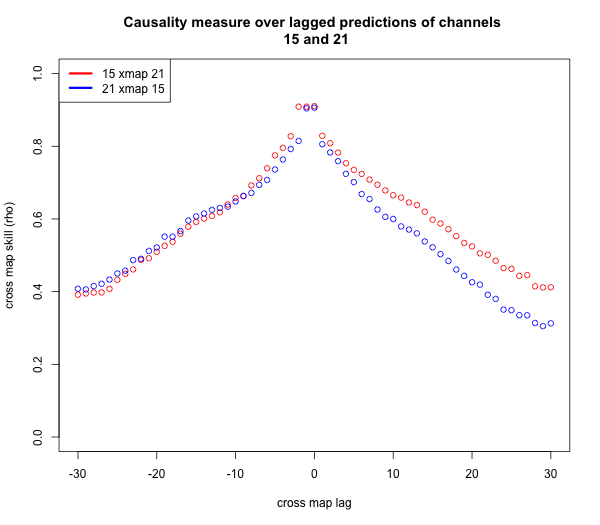 Causality measure over lagged predictions of channels
15 and 21
15 xmap 21
21 xmap 15
cross map skill (rho)
1.0
0.8
0.6
0.4
0.2
0.0
-30 -20 -10 0 10 20 30
cross map lag